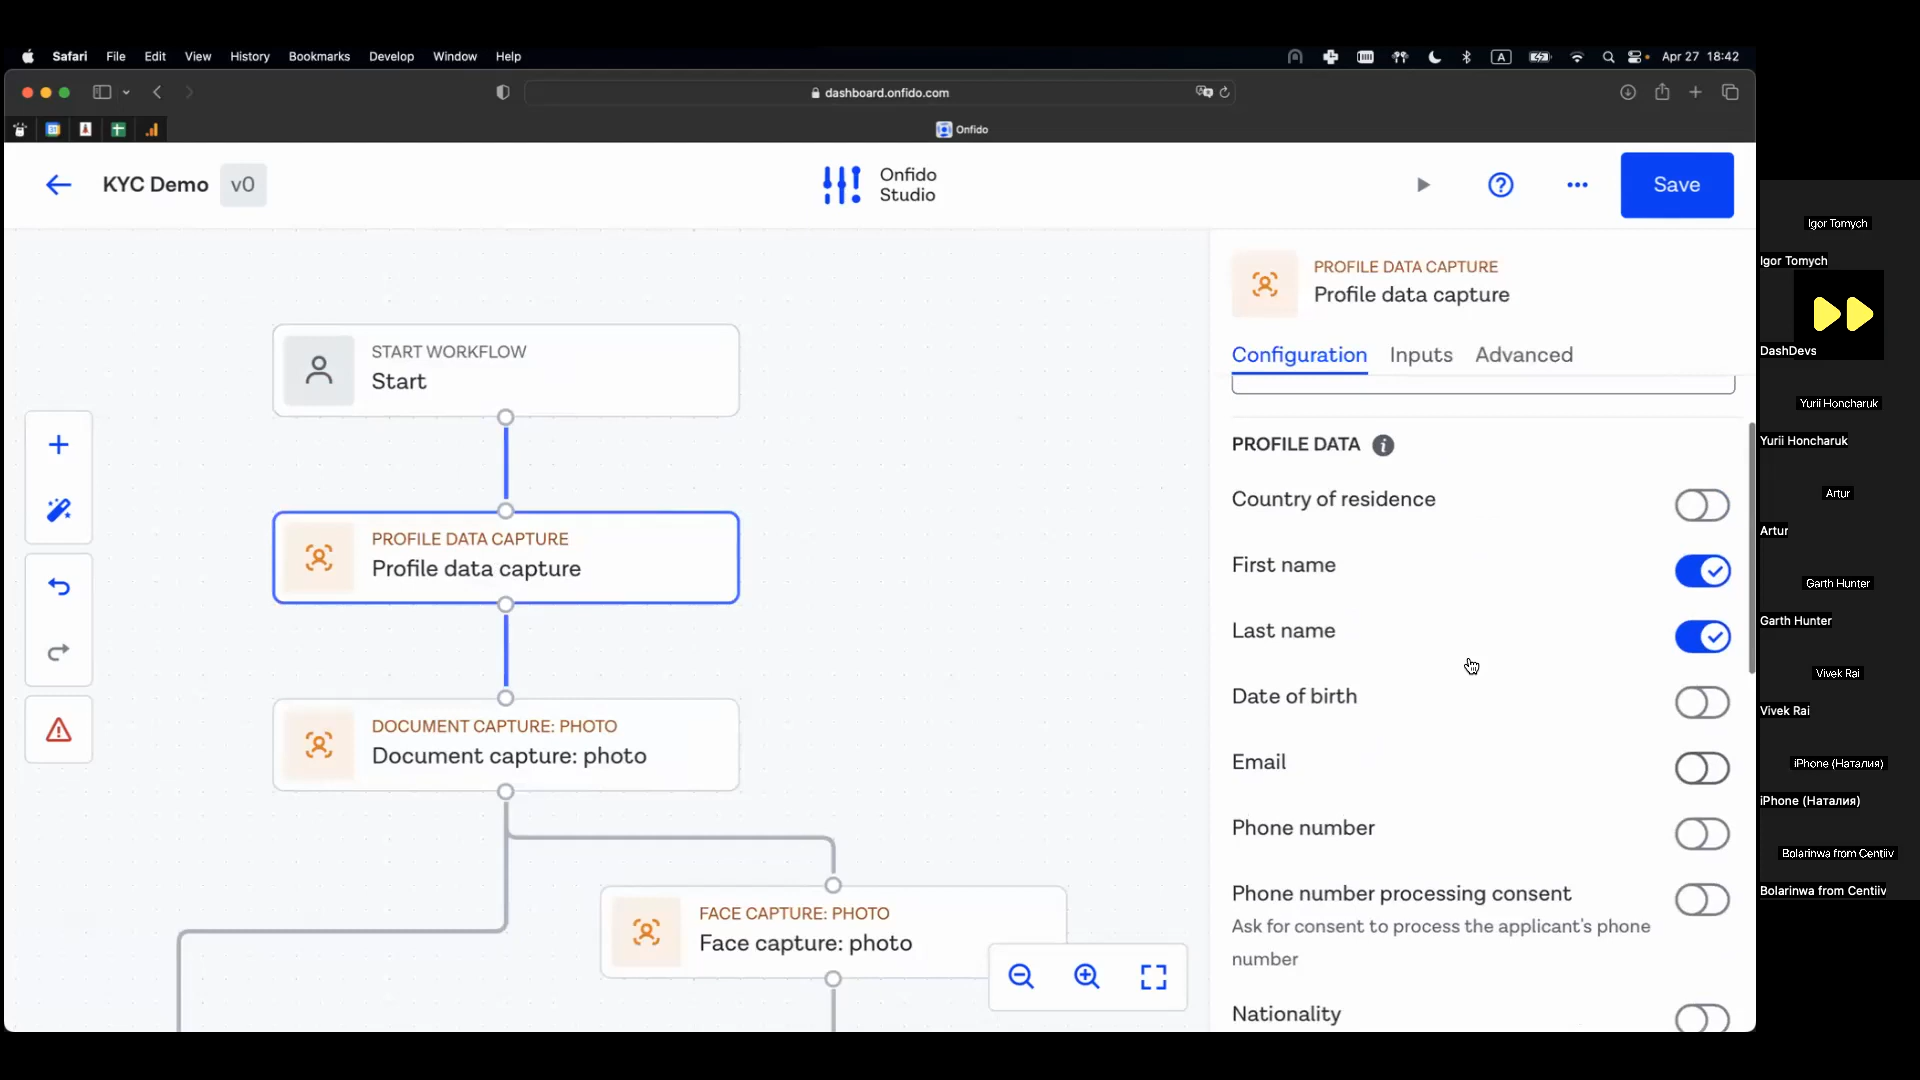 Safari File Edit View History Bookmarks Develop Window Help
A
Apr 27 18:42
dashboard.onfido.com
Onfido
KYC Demo v0
Onfido
Studio
Save
START WORKFLOW
Start
PROFILE DATA CAPTURE
Profile data capture
DOCUMENT CAPTURE: PHOTO
Document capture: photo
FACE CAPTURE: PHOTO
Face capture: photo
PROFILE DATA CAPTURE
Profile data capture
Configuration Inputs Advanced
PROFILE DATA
Country of residence
First name
Last name
Date of birth
Email
Phone number
Phone number processing consent
Ask for consent to process the applicant's phone
number
Nationality
Igor Tomych
Igor Tomych
DashDevs
Yurii Honcharuk
Yurii Honcharuk
Artur
Artur
Garth Hunter
Garth Hunter
Vivek Rai
Vivek Rai
iPhone (Наталия)
iPhone (Наталия)
Bolarinwa from Centiiv
Bolarinwa from Centiiv